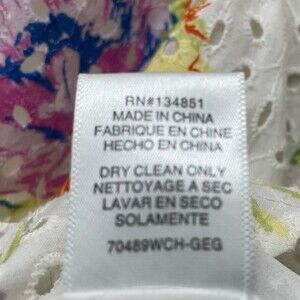 RN#134851
MADE IN CHINA
FABRIQUE EN CHINE
HECHO EN CHINA
DRY CLEAN ONLY
NETTOYAGE A SEC
LAVAR EN SECO
SOLAMENTE
70489WCH-GEG